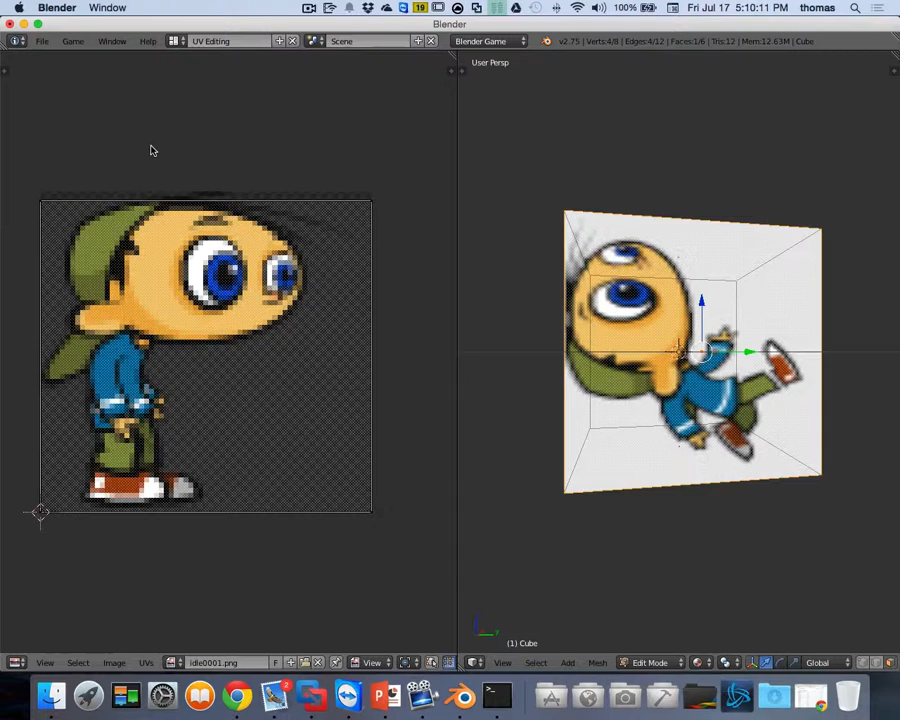 Blender Window 19 100% Fri Jul 17 5:10:11 PM thomas
Blender
File Game Window Help UV Editing Scene Blender Game v2.75 | Verts:4/8 | Edges:4/12 | Faces:1/6 | Tris:12 | Mem:12.63M | Cube
User Persp
(1) Cube
View Select Image UVs Idle0001.png F View View Select Add Mesh Edit Mode Global
2